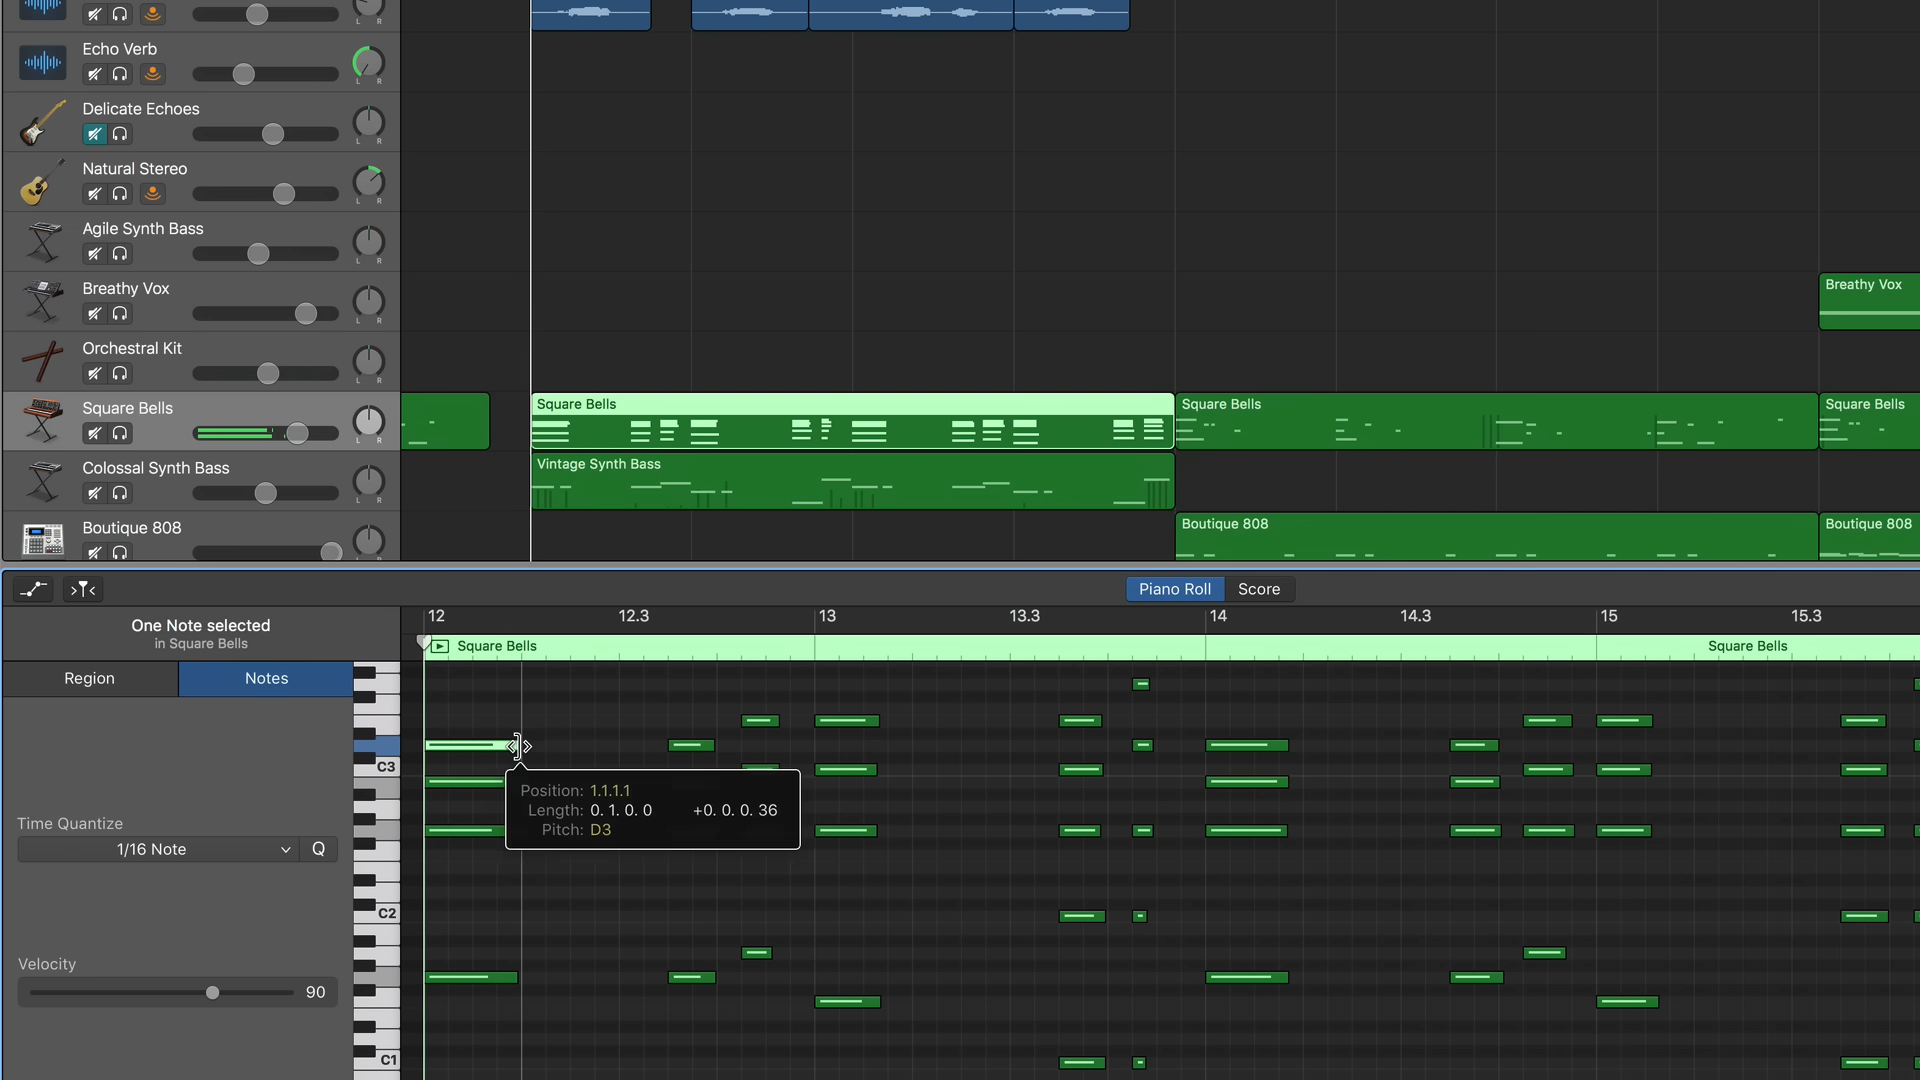 Echo Verb
L R
Delicate Echoes
L R
Natural Stereo
L R
Agile Synth Bass
L R
Breathy Vox
L R
Breathy Vox
Orchestral Kit
L R
Square Bells
L R
Square Bells
Square Bells
Square Bells
Colossal Synth Bass
L R
Vintage Synth Bass
Boutique 808
Boutique 808
Boutique 808
Piano Roll
Score
One Note selected
in Square Bells
12 12.3 13 13.3 14 14.3 15 15.3
Square Bells
Square Bells
Region
Notes
C3
Position: 1.1.1.1
Length: 0. 1. 0. 0 +0. 0. 0. 36
Pitch: D3
Time Quantize
1/16 Note
Q
C2
Velocity
90
C1